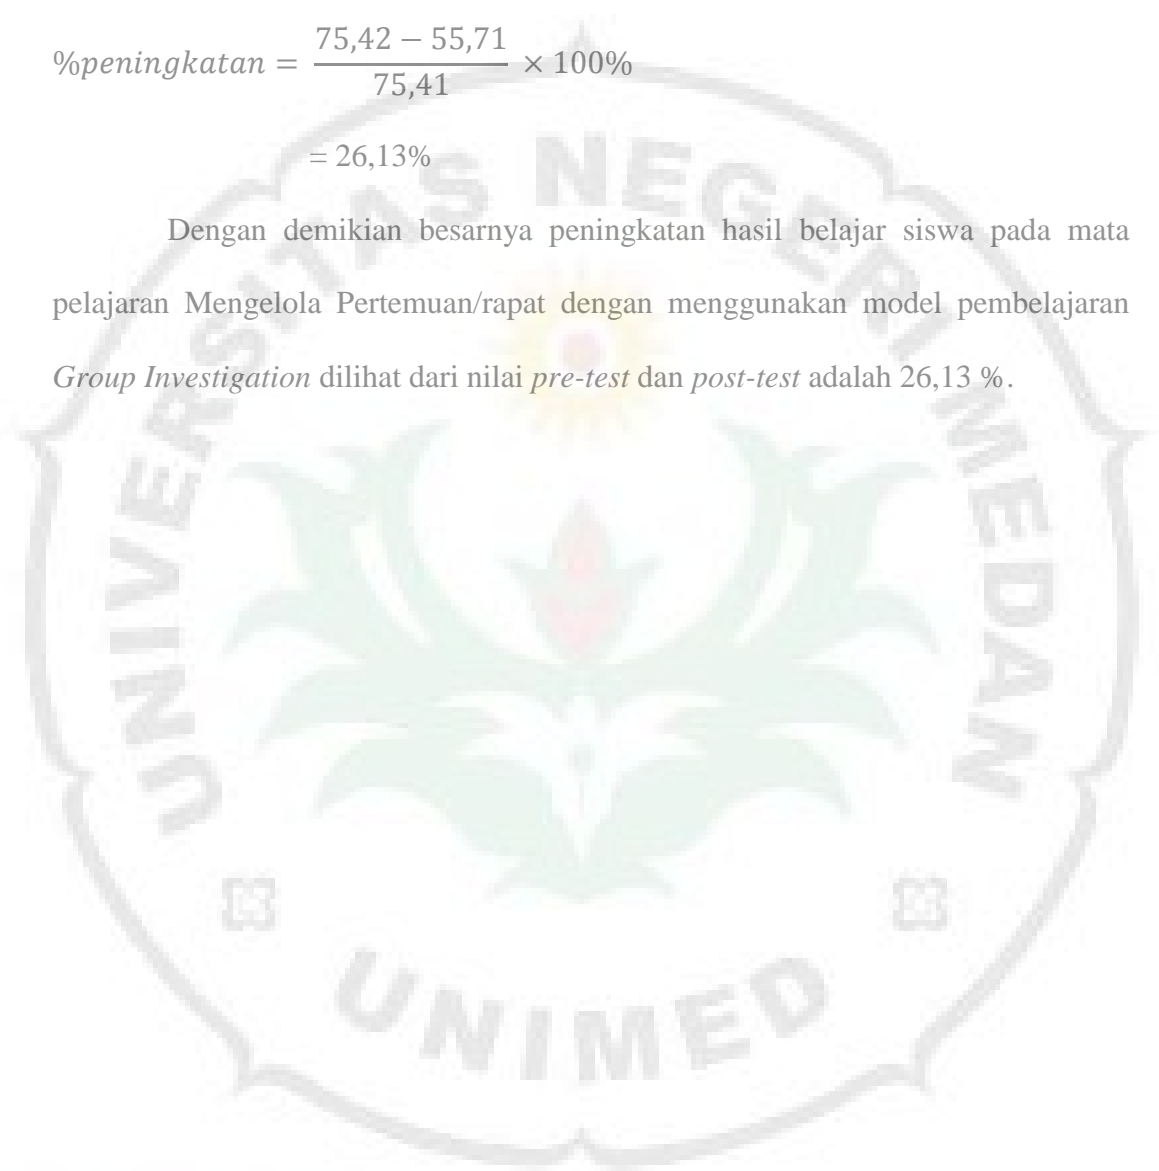 %peningkatan = \frac{75,42 − 55,71}{75,41} × 100%
= 26,13%
Dengan demikian besarnya peningkatan hasil belajar siswa pada mata
pelajaran Mengelola Pertemuan/rapat dengan menggunakan model pembelajaran
Group Investigation dilihat dari nilai pre-test dan post-test adalah 26,13 %.
UNIVERSITAS NEGERI MEDAN
UNIMED